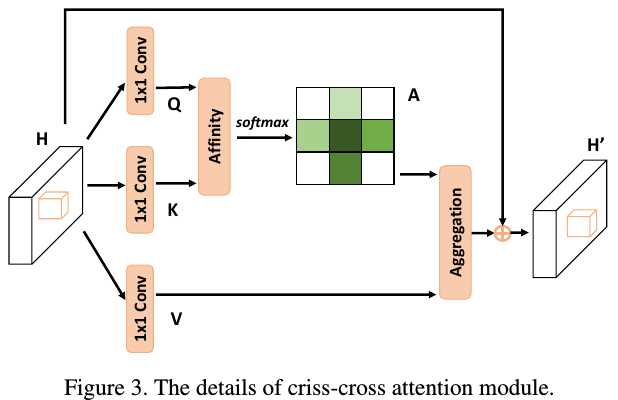 1x1 Conv
Q
Affinity
softmax
A
H
H'
1x1 Conv
K
Aggregation
1x1 Conv
V
Figure 3. The details of criss-cross attention module.